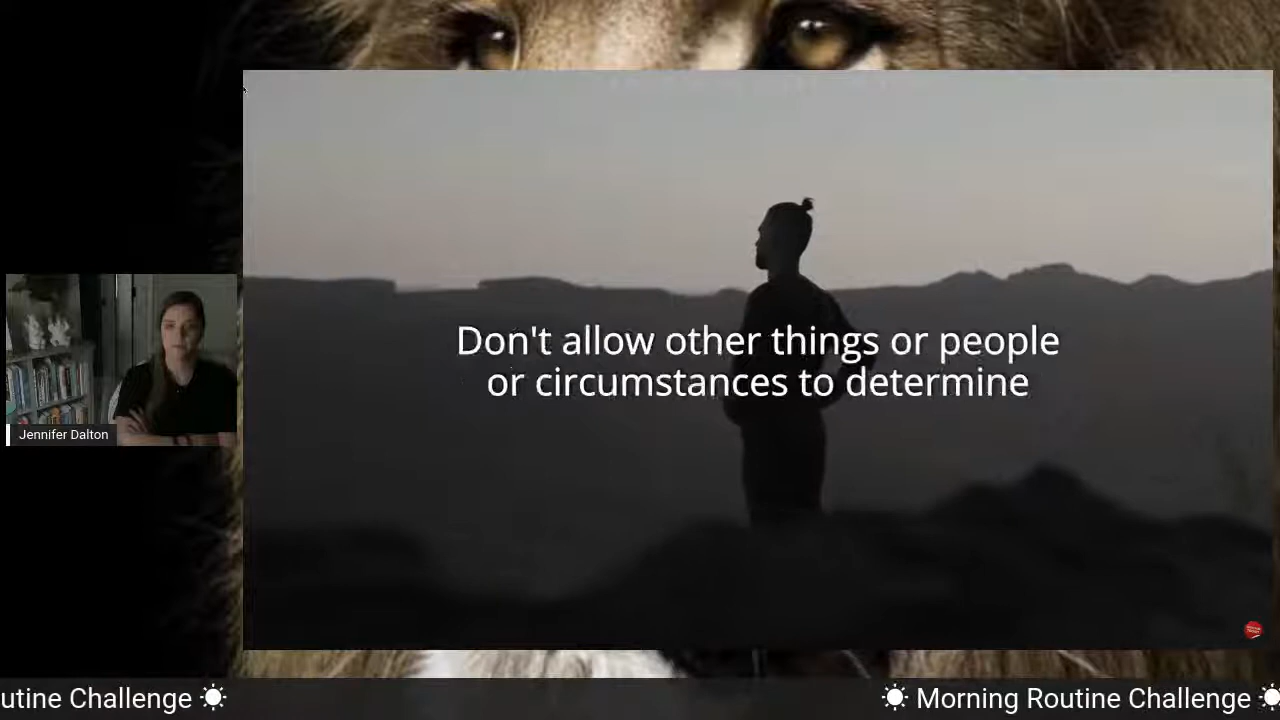 Don't allow other things or people
or circumstances to determine
Jennifer Dalton
utine Challenge
Morning Routine Challenge